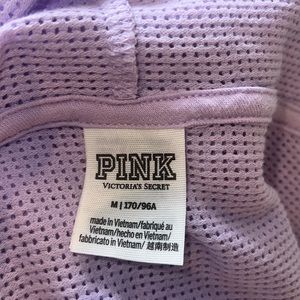 PINK
VICTORIA'S SECRET
M | 170/96A
made in Vietnam/fabriqué au
Vietnam/hecho en Vietnam/
fabbricato in Vietnam/越南制造